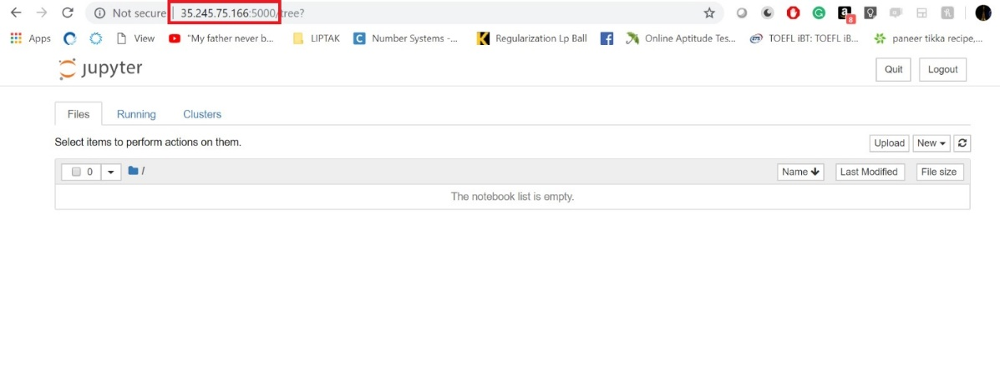 Not secure | 35.245.75.166:5000/tree?
8
Apps View "My father never b... LIPTAK C Number Systems -... K Regularization Lp Ball Online Aptitude Tes... TOEFL iBT: TOEFL iB... paneer tikka recipe,...
jupyter Quit Logout
Files Running Clusters
Select items to perform actions on them. Upload New
0 / Name Last Modified File size
The notebook list is empty.